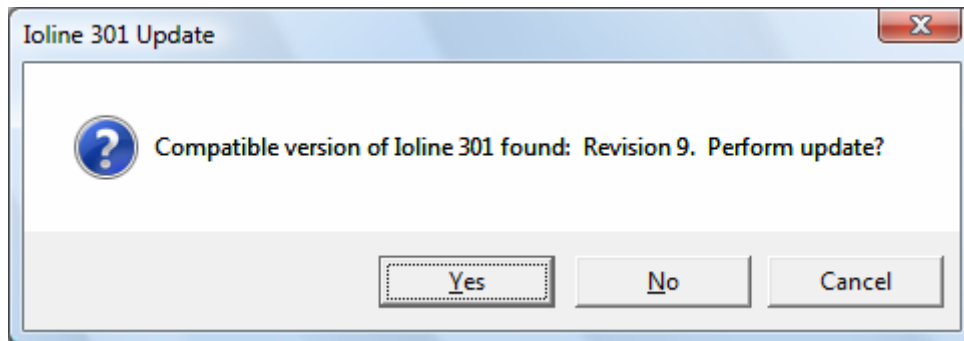 Ioline 301 Update
Compatible version of Ioline 301 found:  Revision 9.  Perform update?
Yes
No
Cancel